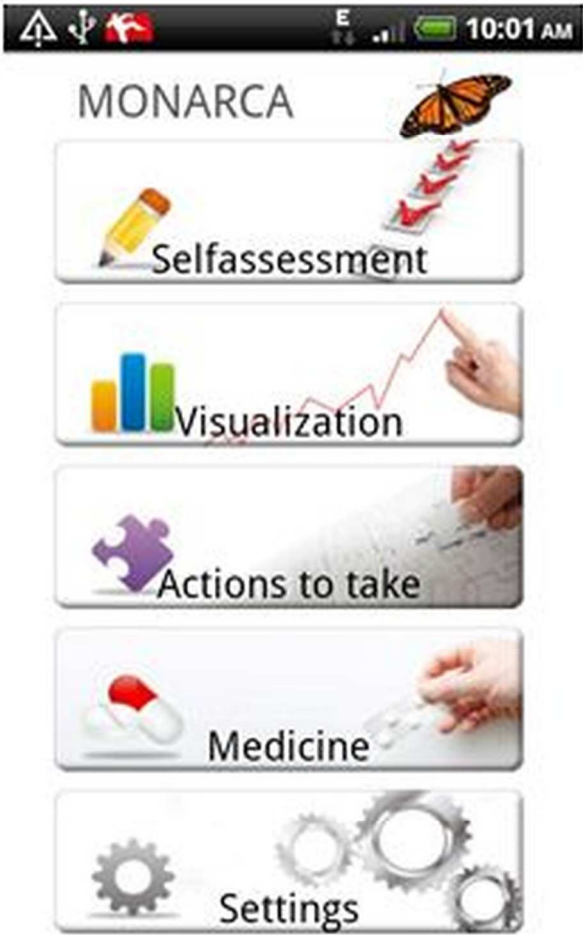 E
10:01 AM
MONARCA
Selfassessment
Visualization
Actions to take
Medicine
Settings